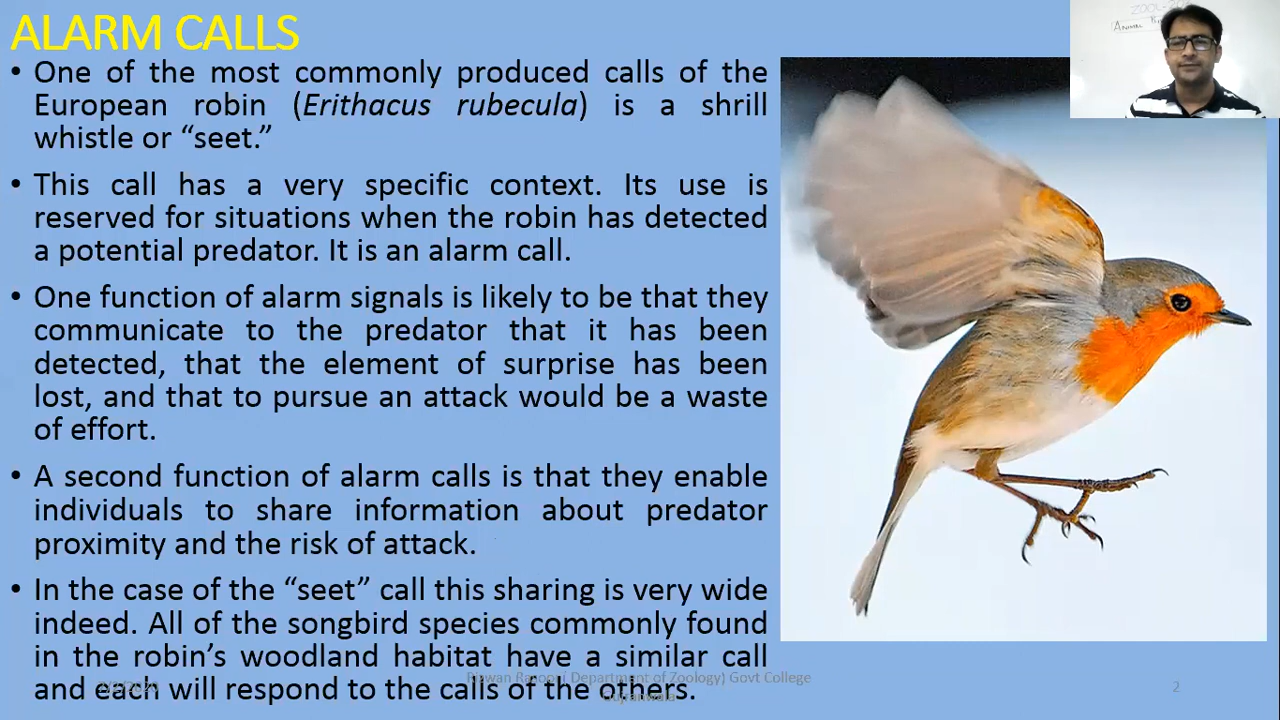 ALARM CALLS
• One of the most commonly produced calls of the
European robin (Erithacus rubecula) is a shrill
whistle or “seet.”
• This call has a very specific context. Its use is
reserved for situations when the robin has detected
a potential predator. It is an alarm call.
• One function of alarm signals is likely to be that they
communicate to the predator that it has been
detected, that the element of surprise has been
lost, and that to pursue an attack would be a waste
of effort.
• A second function of alarm calls is that they enable
individuals to share information about predator
proximity and the risk of attack.
• In the case of the “seet” call this sharing is very wide
indeed. All of the songbird species commonly found
in the robin’s woodland habitat have a similar call
and each will respond to the calls of the others.
Department of Zoology) Govt College
2
ZOOL